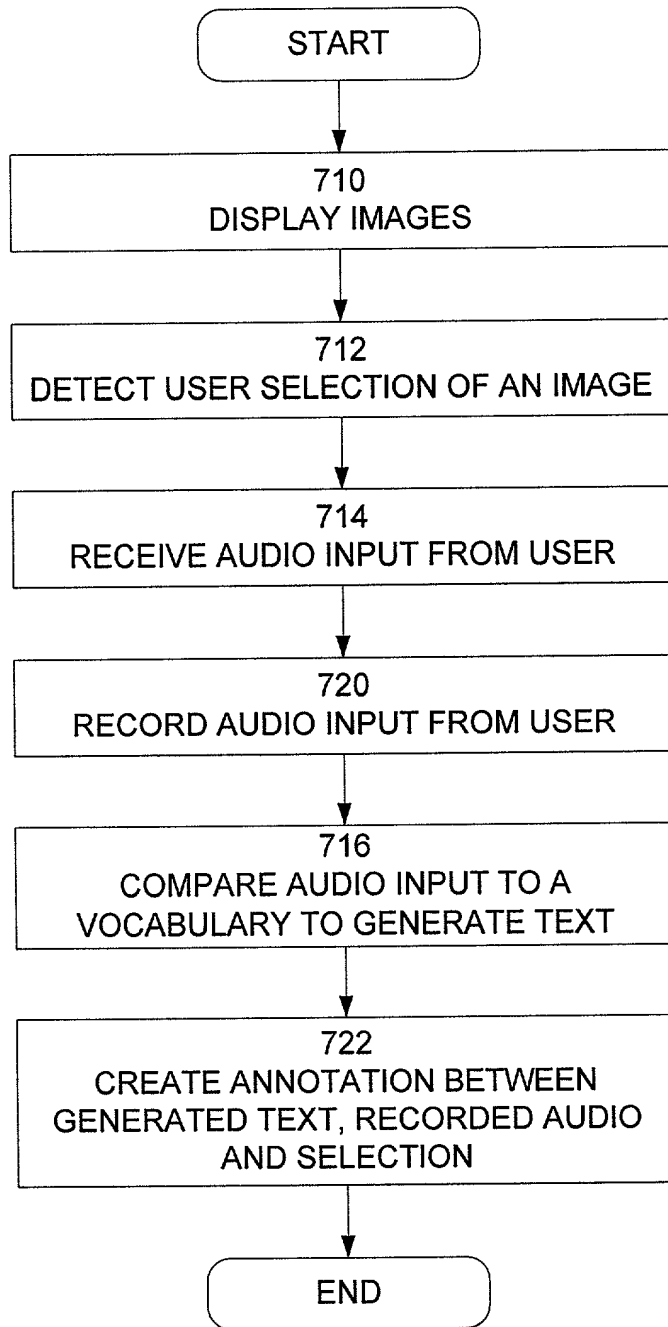 START
710
DISPLAY IMAGES
712
DETECT USER SELECTION OF AN IMAGE
714
RECEIVE AUDIO INPUT FROM USER
720
RECORD AUDIO INPUT FROM USER
716
COMPARE AUDIO INPUT TO A
VOCABULARY TO GENERATE TEXT
722
CREATE ANNOTATION BETWEEN
GENERATED TEXT, RECORDED AUDIO
AND SELECTION
END